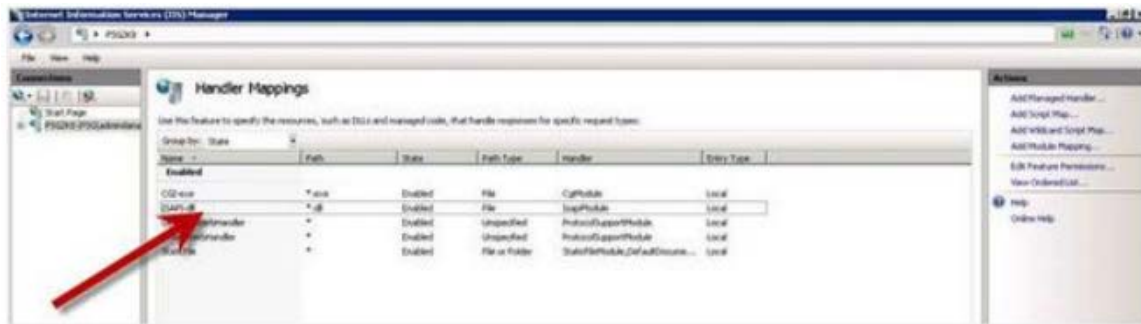 Internet Information Services (IIS) Manager
File View Help
Connections
Start Page
Handler Mappings
Use this feature to specify the resources, such as DLLs and managed code, that handle responses for specific request types.
Group by: State
Name Path State Path Type Handler Entry Type
Enabled
CGI-exe *.exe Enabled File CgiModule Local
ISAPI-dll *.dll Enabled File IsapiModule Local
* Enabled Unspecified ProtocolSupportModule Local
* Enabled Unspecified ProtocolSupportModule Local
* Enabled File or Folder StaticFileModule,DefaultDocume... Local
Actions
Add Managed Handler...
Add Script Map...
Add Wildcard Script Map...
Add Module Mapping...
Edit Feature Permissions...
View Ordered List...
Help
Online Help